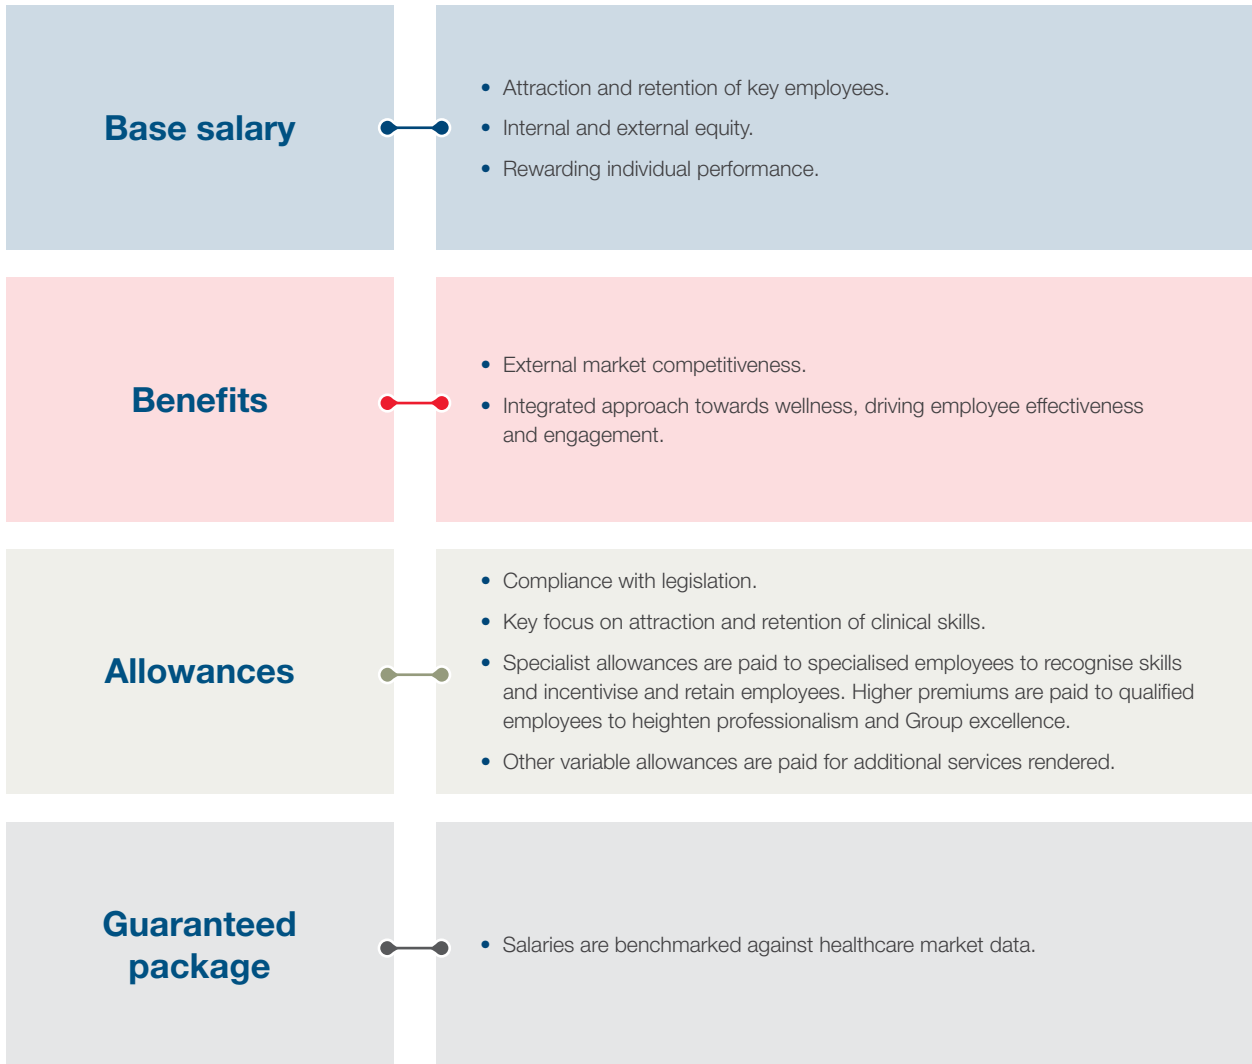 Base salary
• Attraction and retention of key employees.
• Internal and external equity.
• Rewarding individual performance.
Benefits
• External market competitiveness.
• Integrated approach towards wellness, driving employee effectiveness
and engagement.
Allowances
• Compliance with legislation.
• Key focus on attraction and retention of clinical skills.
• Specialist allowances are paid to specialised employees to recognise skills
and incentivise and retain employees. Higher premiums are paid to qualified
employees to heighten professionalism and Group excellence.
• Other variable allowances are paid for additional services rendered.
Guaranteed
package
• Salaries are benchmarked against healthcare market data.